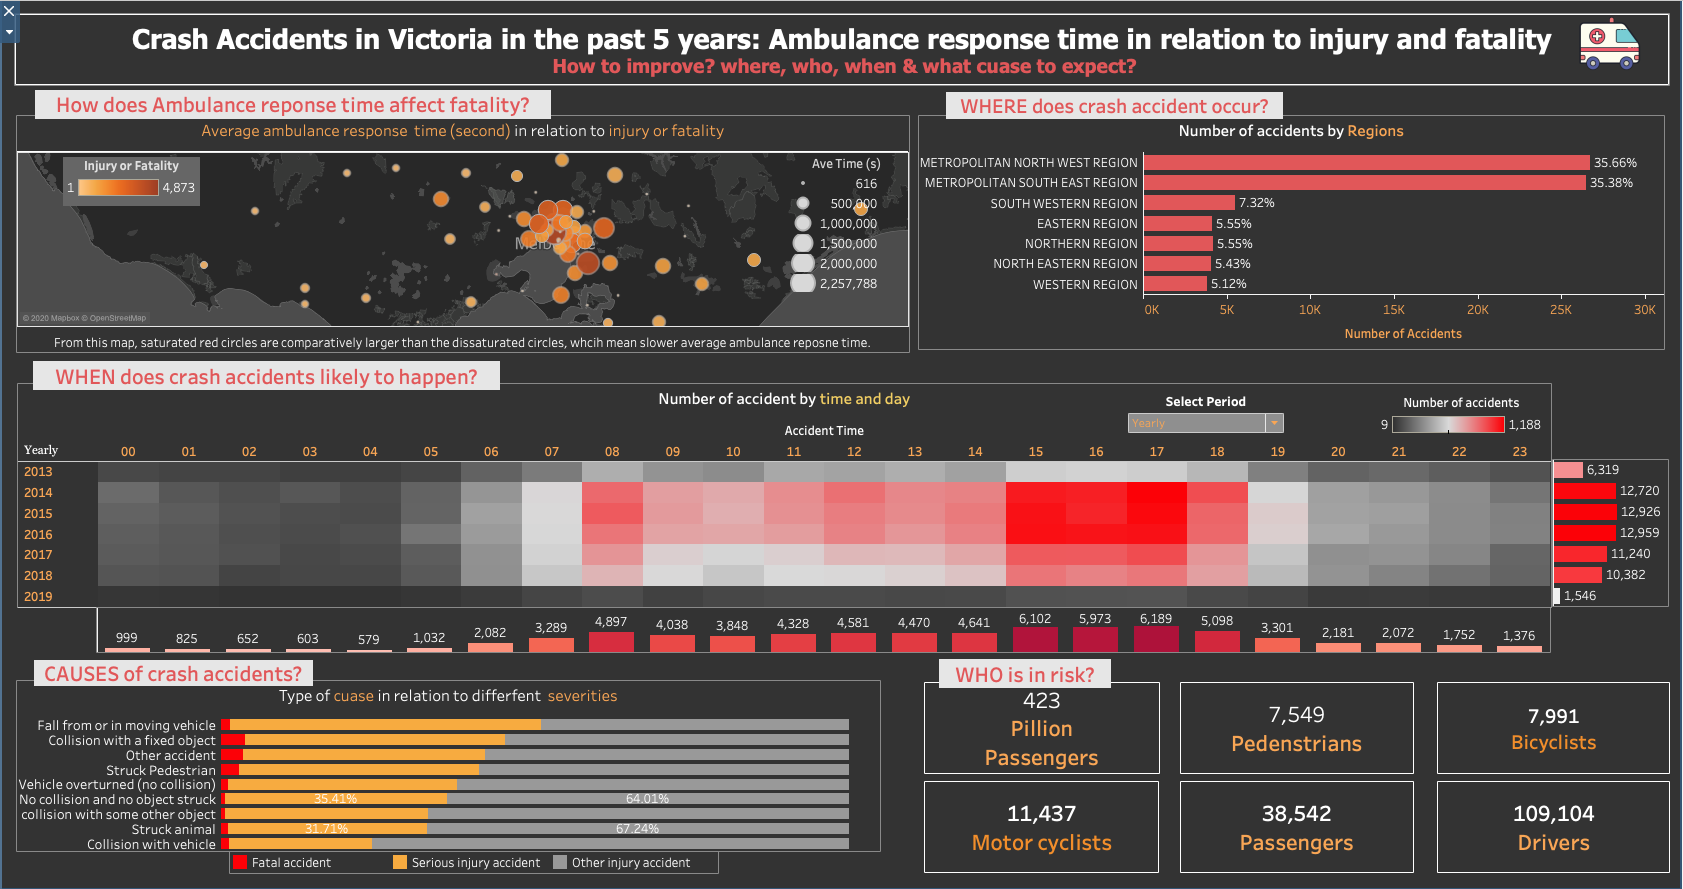 Crash Accidents in Victoria in the past 5 years: Ambulance response time in relation to injury and fatality
How to improve? where, who, when & what cuase to expect?
How does Ambulance reponse time affect fatality?
Average ambulance response time (second) in relation to injury or fatality
Injury or Fatality
1 4,873
Ave Time (s)
616
500,000
1,000,000
1,500,000
2,000,000
2,257,788
Melbourne
© 2020 Mapbox © OpenStreetMap
From this map, saturated red circles are comparatively larger than the dissaturated circles, whcih mean slower average ambulance reposne time.
WHERE does crash accident occur?
Number of accidents by Regions
METROPOLITAN NORTH WEST REGION 35.66%
METROPOLITAN SOUTH EAST REGION 35.38%
SOUTH WESTERN REGION 7.32%
EASTERN REGION 5.55%
NORTHERN REGION 5.55%
NORTH EASTERN REGION 5.43%
WESTERN REGION 5.12%
0K 5K 10K 15K 20K 25K 30K
Number of Accidents
WHEN does crash accidents likely to happen?
Number of accident by time and day
Select Period
Yearly
Number of accidents
9 1,188
Accident Time
Yearly 00 01 02 03 04 05 06 07 08 09 10 11 12 13 14 15 16 17 18 19 20 21 22 23
2013 6,319
2014 12,720
2015 12,926
2016 12,959
2017 11,240
2018 10,382
2019 1,546
999 825 652 603 579 1,032 2,082 3,289 4,897 4,038 3,848 4,328 4,581 4,470 4,641 6,102 5,973 6,189 5,098 3,301 2,181 2,072 1,752 1,376
CAUSES of crash accidents?
Type of cuase in relation to differfent severities
Fall from or in moving vehicle
Collision with a fixed object
Other accident
Struck Pedestrian
Vehicle overturned (no collision)
No collision and no object struck 35.41% 64.01%
collision with some other object
Struck animal 31.71% 67.24%
Collision with vehicle
Fatal accident Serious injury accident Other injury accident
WHO is in risk?
423
Pillion
Passengers
7,549
Pedenstrians
7,991
Bicyclists
11,437
Motor cyclists
38,542
Passengers
109,104
Drivers